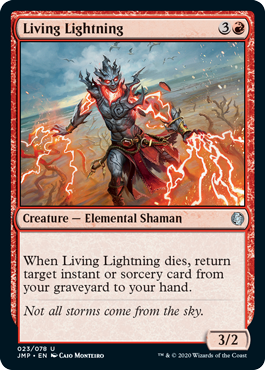 Living Lightning 3
Creature — Elemental Shaman
When Living Lightning dies, return
target instant or sorcery card from
your graveyard to your hand.
Not all storms come from the sky.
3/2
023/078 U
JMP • EN Caio Monteiro
™ & © 2020 Wizards of the Coast